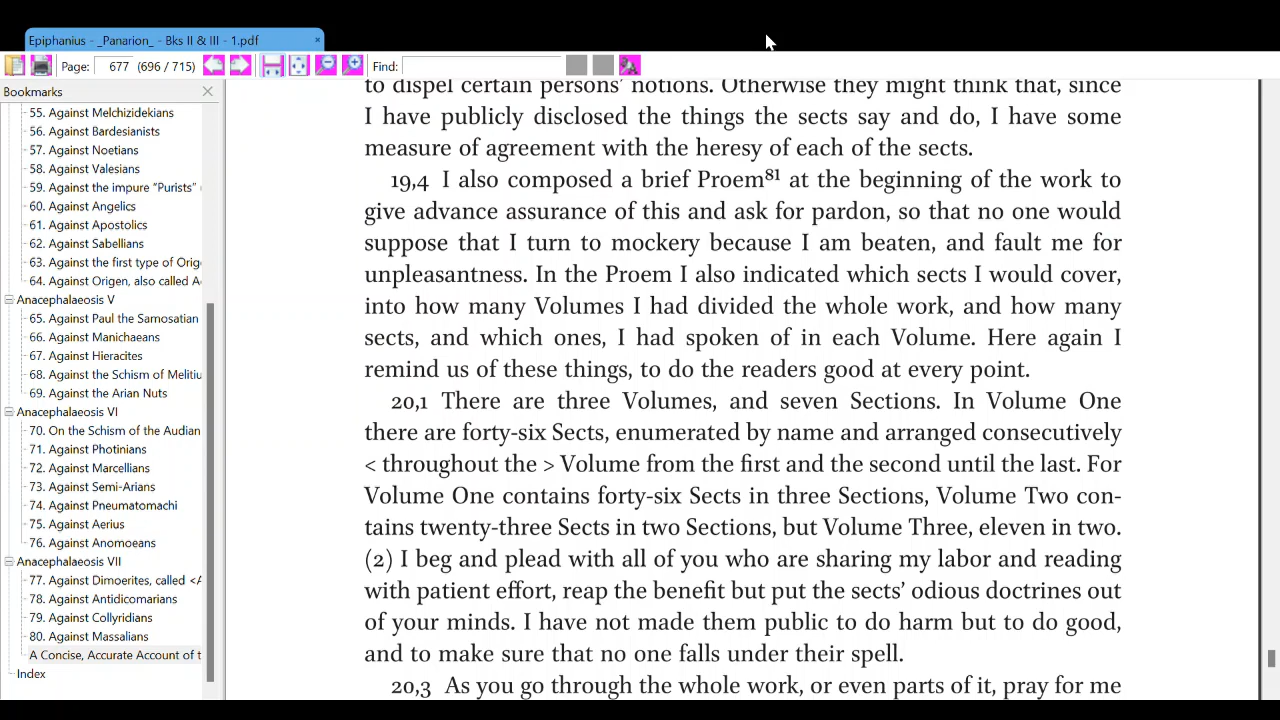 Epiphanius - _Panarion_ - Bks II & III - 1.pdf
Page: 677 (696 / 715) Find:
Bookmarks
55. Against Melchizidekians
56. Against Bardesianists
57. Against Noetians
58. Against Valesians
59. Against the impure "Purists"
60. Against Angelics
61. Against Apostolics
62. Against Sabellians
63. Against the first type of Orig
64. Against Origen, also called A
Anacephalaeosis V
65. Against Paul the Samosatian
66. Against Manichaeans
67. Against Hieracites
68. Against the Schism of Melitiu
69. Against the Arian Nuts
Anacephalaeosis VI
70. On the Schism of the Audian
71. Against Photinians
72. Against Marcellians
73. Against Semi-Arians
74. Against Pneumatomachi
75. Against Aerius
76. Against Anomoeans
Anacephalaeosis VII
77. Against Dimoerites, called <A
78. Against Antidicomarians
79. Against Collyridians
80. Against Massalians
A Concise, Accurate Account of t
Index
to dispel certain persons' notions. Otherwise they might think that, since
I have publicly disclosed the things the sects say and do, I have some
measure of agreement with the heresy of each of the sects.
19,4 I also composed a brief Proem81 at the beginning of the work to
give advance assurance of this and ask for pardon, so that no one would
suppose that I turn to mockery because I am beaten, and fault me for
unpleasantness. In the Proem I also indicated which sects I would cover,
into how many Volumes I had divided the whole work, and how many
sects, and which ones, I had spoken of in each Volume. Here again I
remind us of these things, to do the readers good at every point.
20,1 There are three Volumes, and seven Sections. In Volume One
there are forty-six Sects, enumerated by name and arranged consecutively
< throughout the > Volume from the first and the second until the last. For
Volume One contains forty-six Sects in three Sections, Volume Two con-
tains twenty-three Sects in two Sections, but Volume Three, eleven in two.
(2) I beg and plead with all of you who are sharing my labor and reading
with patient effort, reap the benefit but put the sects' odious doctrines out
of your minds. I have not made them public to do harm but to do good,
and to make sure that no one falls under their spell.
20,3 As you go through the whole work, or even parts of it, pray for me